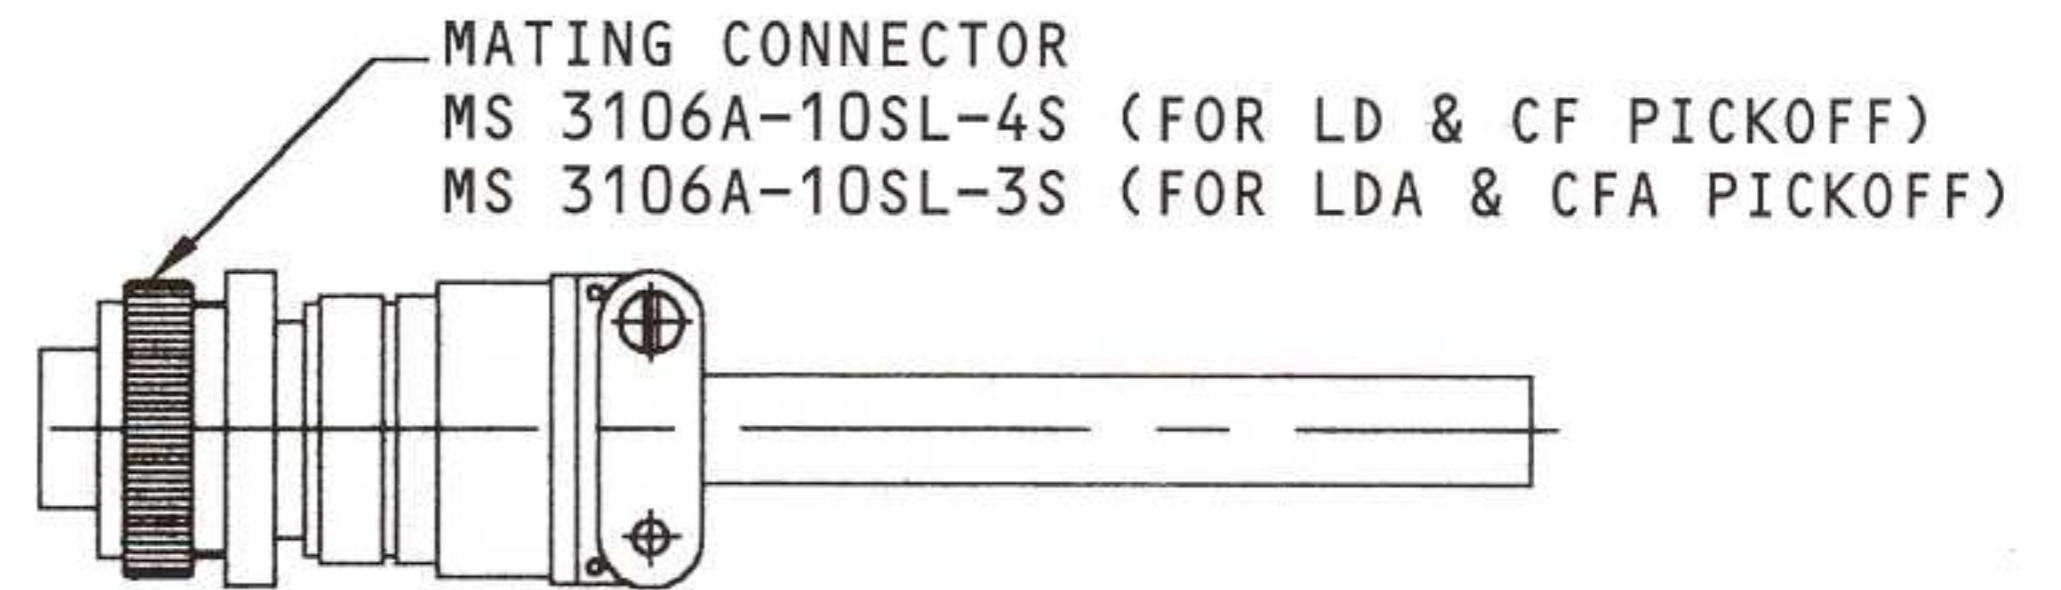 MATING CONNECTOR
MS 3106A-10SL-4S (FOR LD & CF PICKOFF)
MS 3106A-10SL-3S (FOR LDA & CFA PICKOFF)